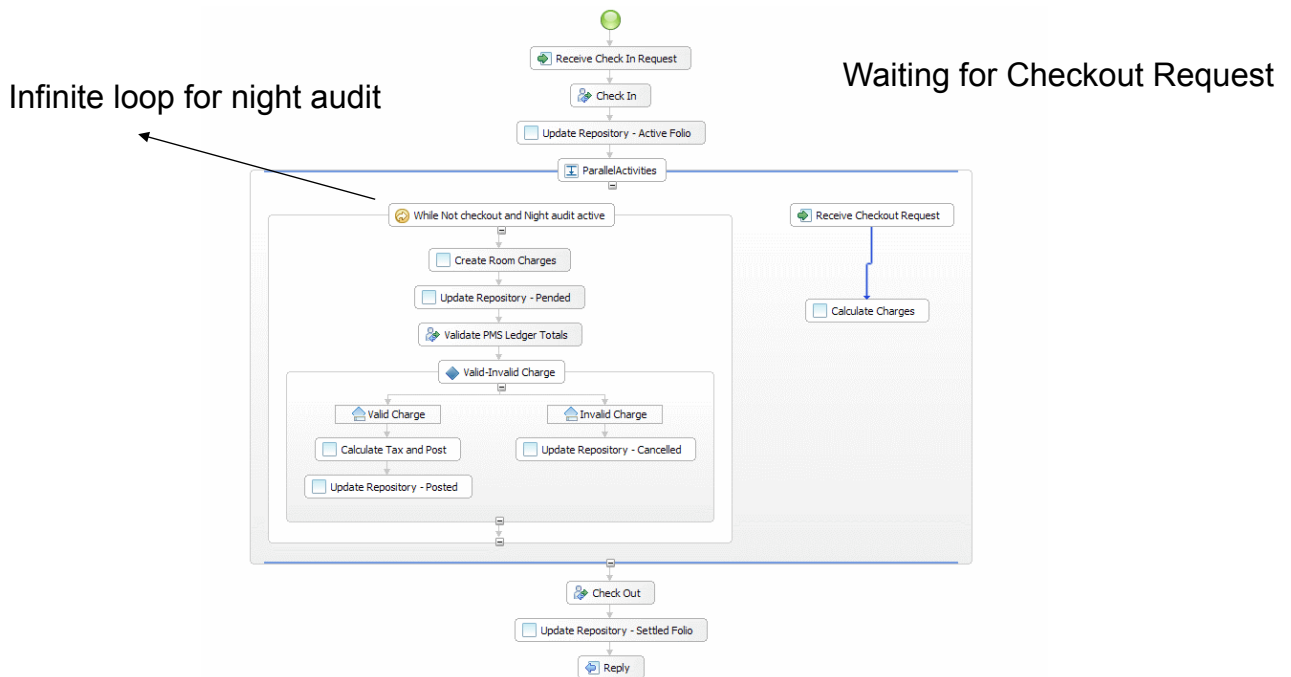 Receive Check In Request
Waiting for Checkout Request
Infinite loop for night audit
Check In
Update Repository - Active Folio
ParallelActivities
While Not checkout and Night audit active
Receive Checkout Request
Create Room Charges
Update Repository - Pended
Calculate Charges
Validate PMS Ledger Totals
Valid-Invalid Charge
Valid Charge
Invalid Charge
Calculate Tax and Post
Update Repository - Cancelled
Update Repository - Posted
Check Out
Update Repository - Settled Folio
Reply